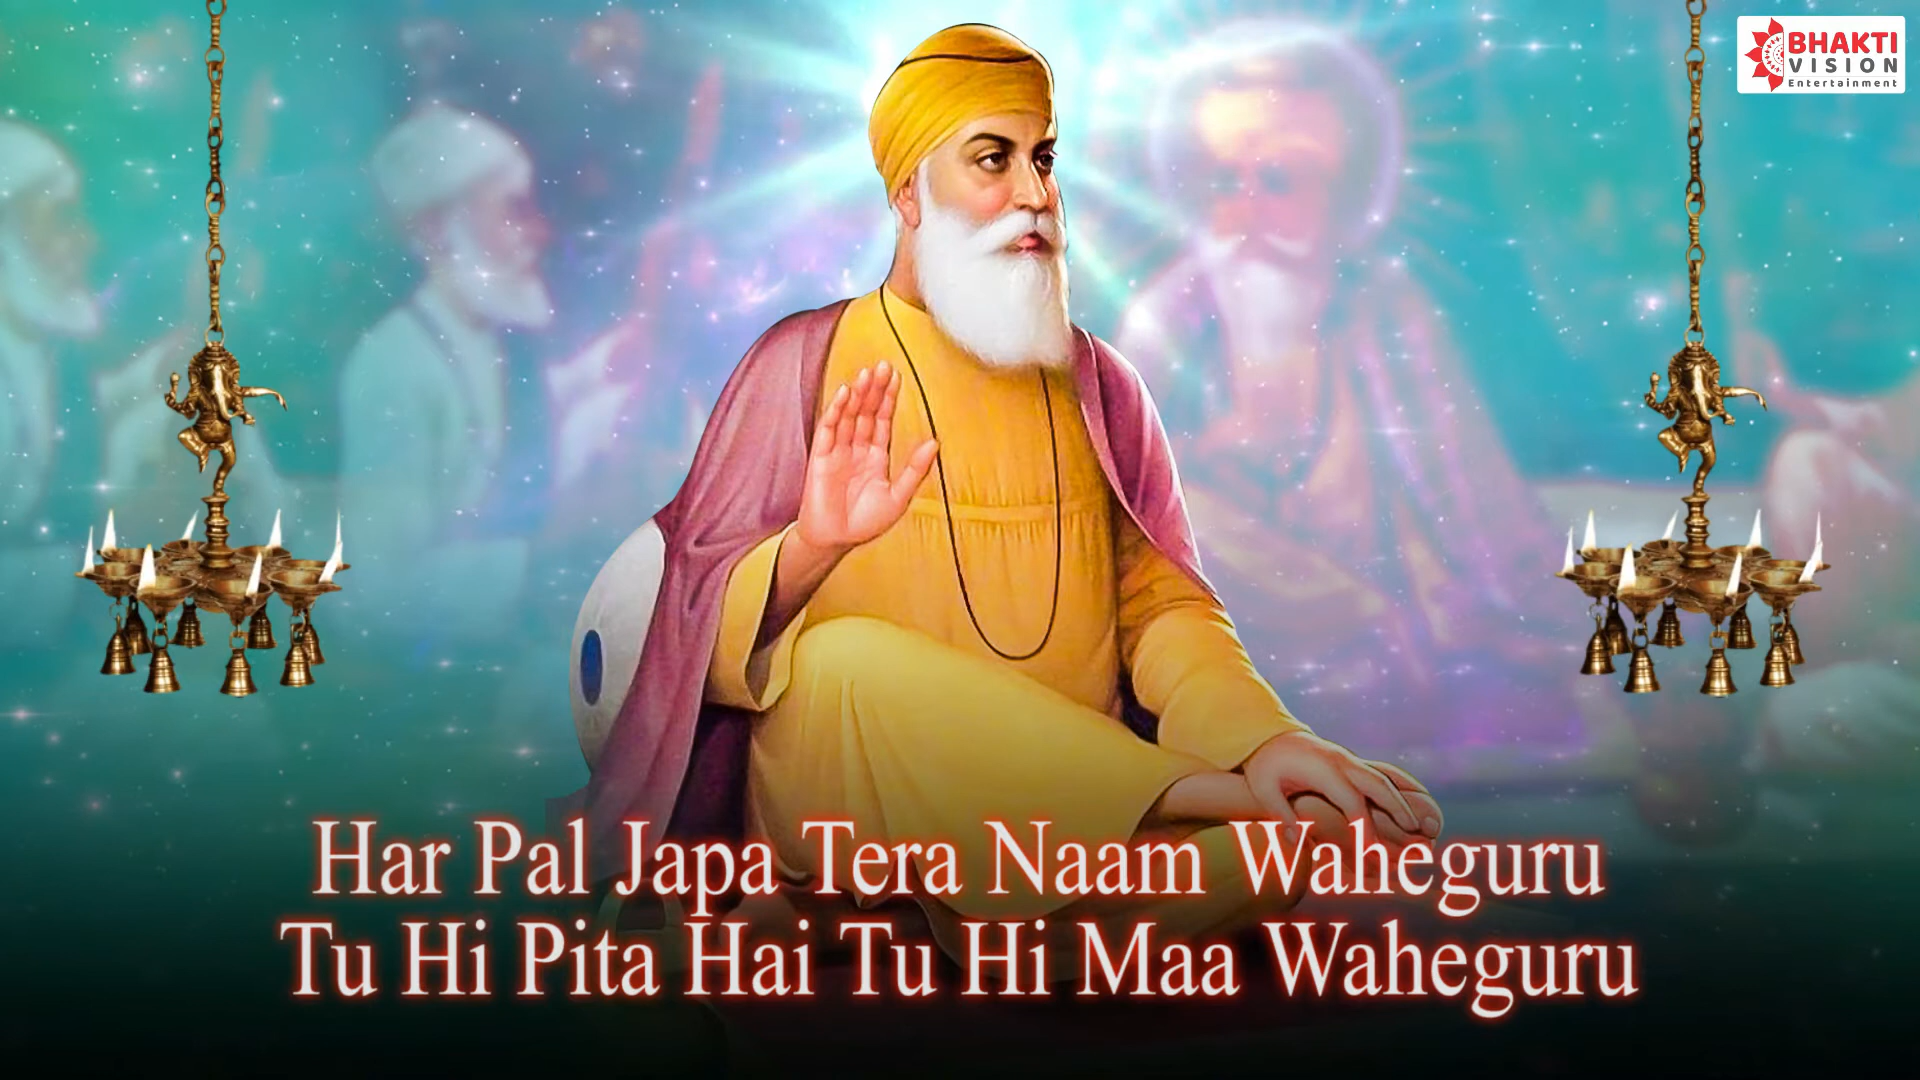 BHAKTI
VISION
Entertainment
Har Pal Japa Tera Naam Waheguru
Tu Hi Pita Hai Tu Hi Maa Waheguru